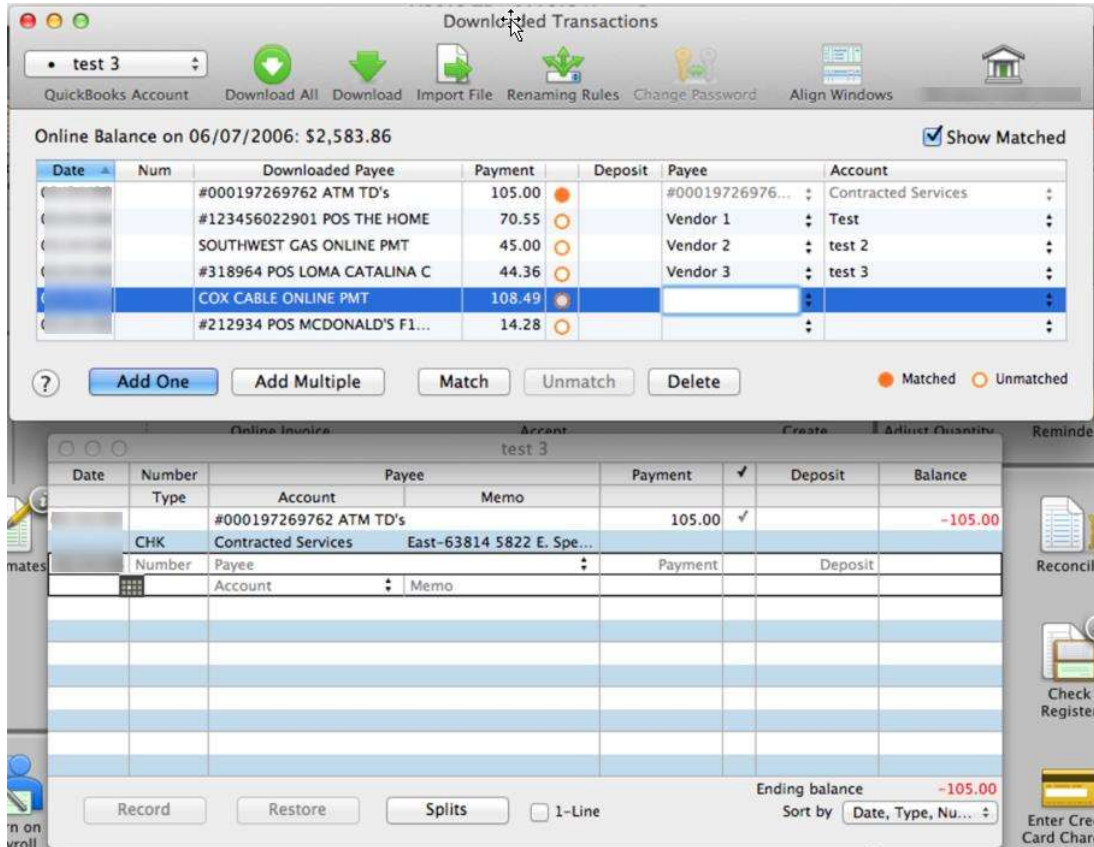 Downloaded Transactions
test 3
QuickBooks Account Download All Download Import File Renaming Rules Change Password Align Windows
Online Balance on 06/07/2006: $2,583.86 Show Matched
Date Num Downloaded Payee Payment Deposit Payee Account
#000197269762 ATM TD's 105.00 #00019726976... Contracted Services
#123456022901 POS THE HOME 70.55 Vendor 1 Test
SOUTHWEST GAS ONLINE PMT 45.00 Vendor 2 test 2
#318964 POS LOMA CATALINA C 44.36 Vendor 3 test 3
COX CABLE ONLINE PMT 108.49
#212934 POS MCDONALD'S F1... 14.28
? Add One Add Multiple Match Unmatch Delete Matched Unmatched
Online Invoice Accept Create Adjust Quantity Reminde
test 3
Date Number Payee Payment ✓ Deposit Balance
Type Account Memo
#000197269762 ATM TD's 105.00 ✓ -105.00
CHK Contracted Services East-63814 5822 E. Spe...
mates Number Payee Payment Deposit Reconcil
Account Memo
Check
Registe
Ending balance -105.00
Record Restore Splits 1-Line Sort by Date, Type, Nu...
rn on Enter Cre
yroll Card Char